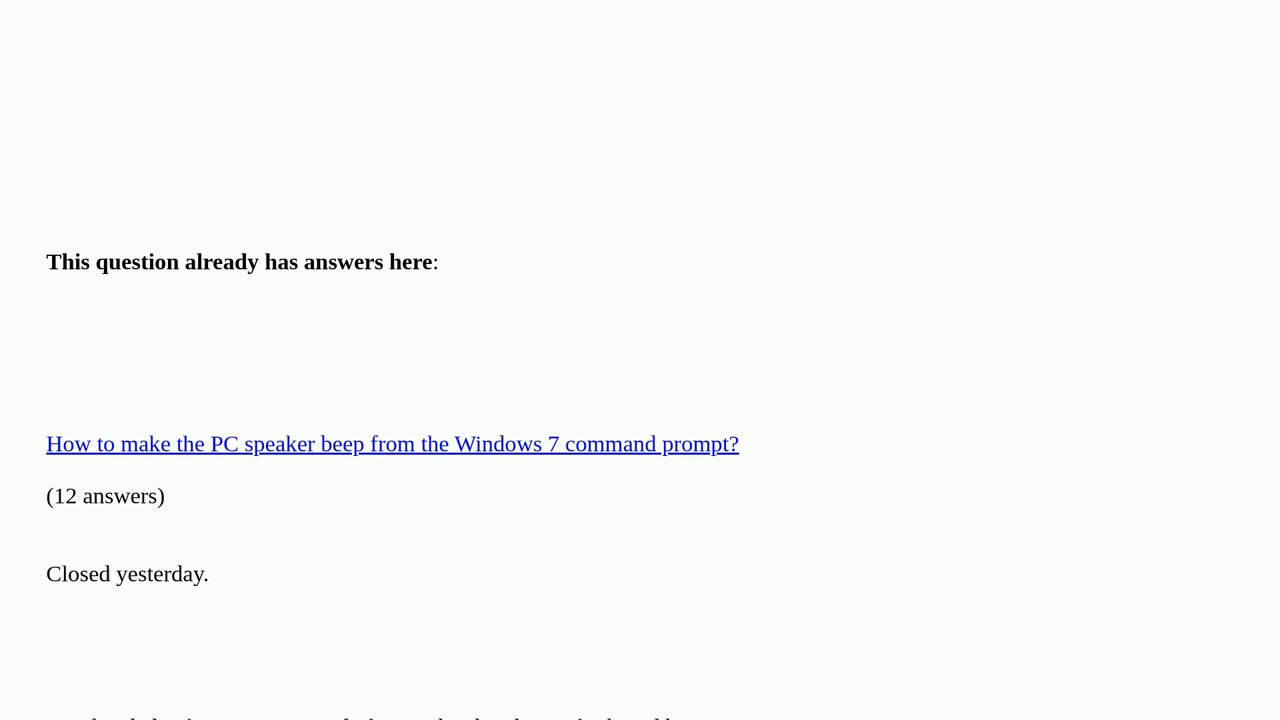 This question already has answers here:
How to make the PC speaker beep from the Windows 7 command prompt?
(12 answers)
Closed yesterday.